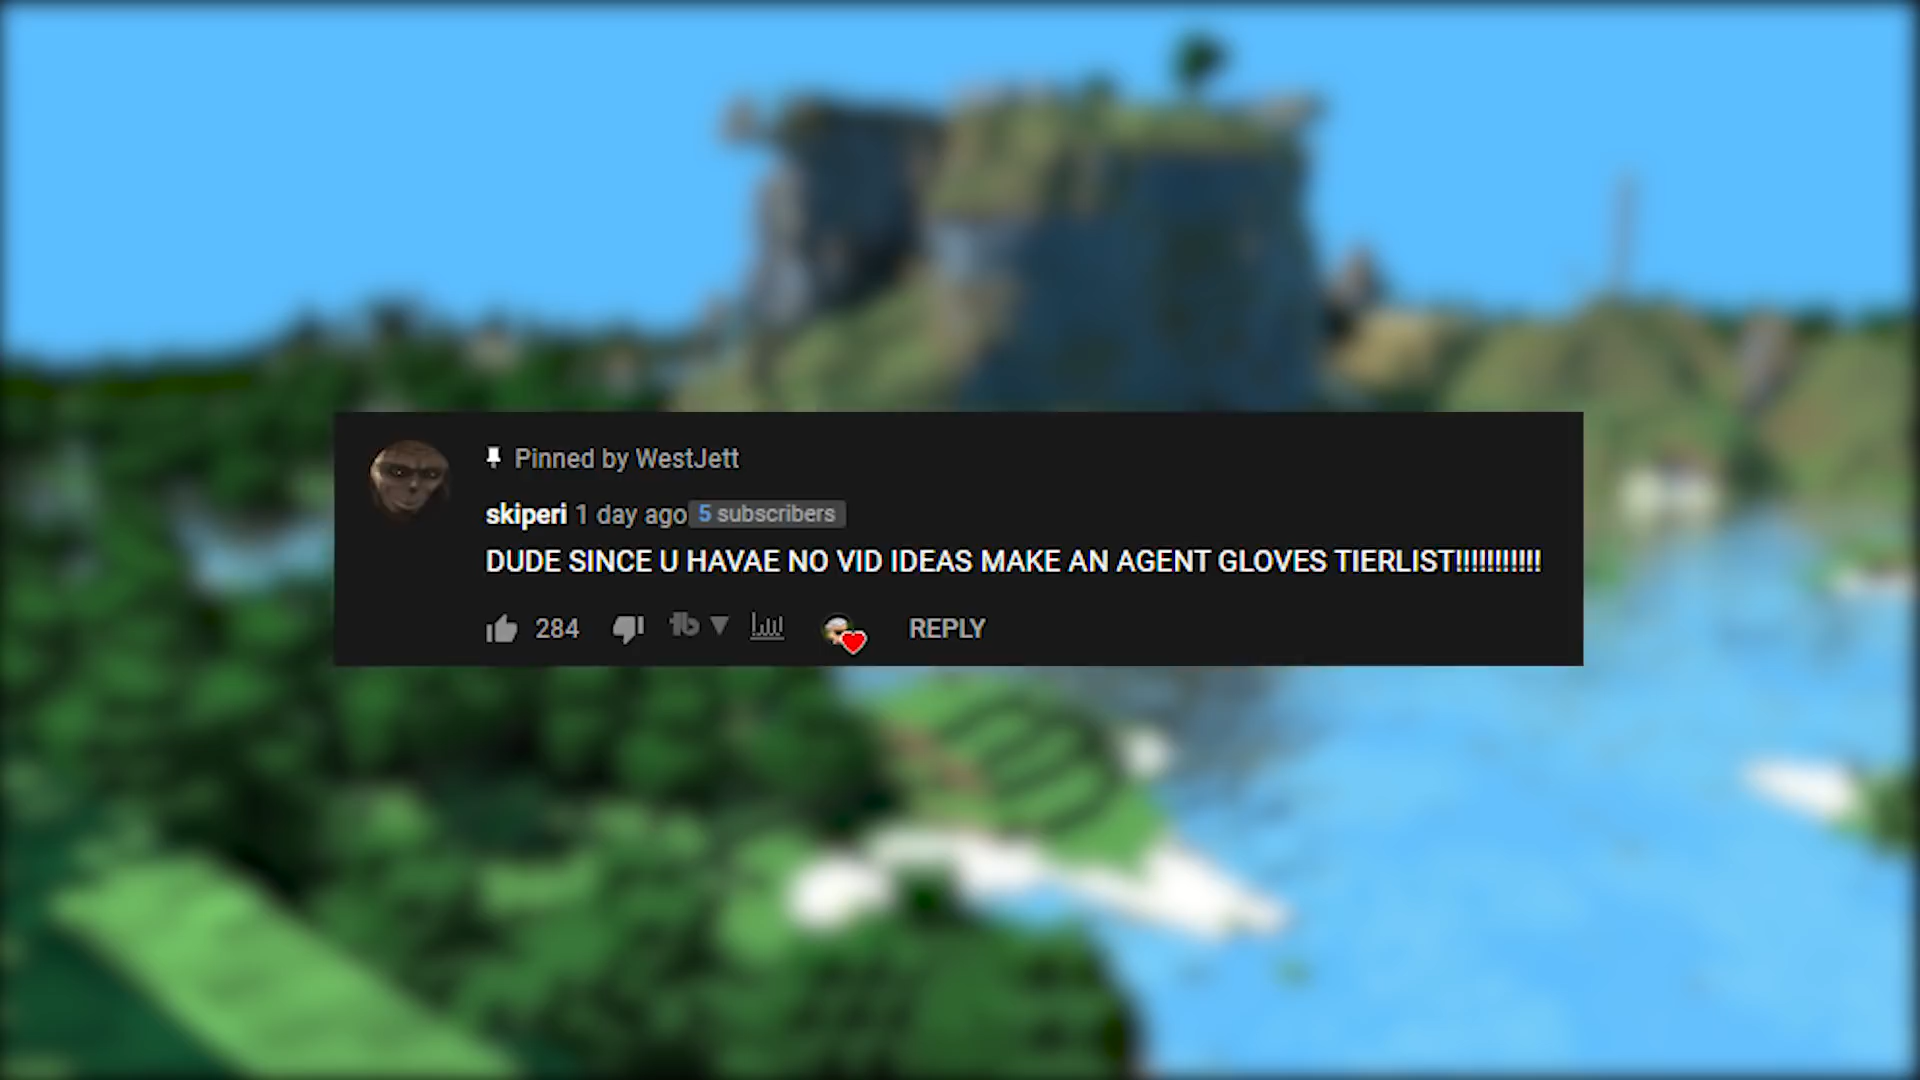 Pinned by WestJett
skiperi 1 day ago 5 subscribers
DUDE SINCE U HAVAE NO VID IDEAS MAKE AN AGENT GLOVES TIERLIST!!!!!!!!!!!
284 tb REPLY